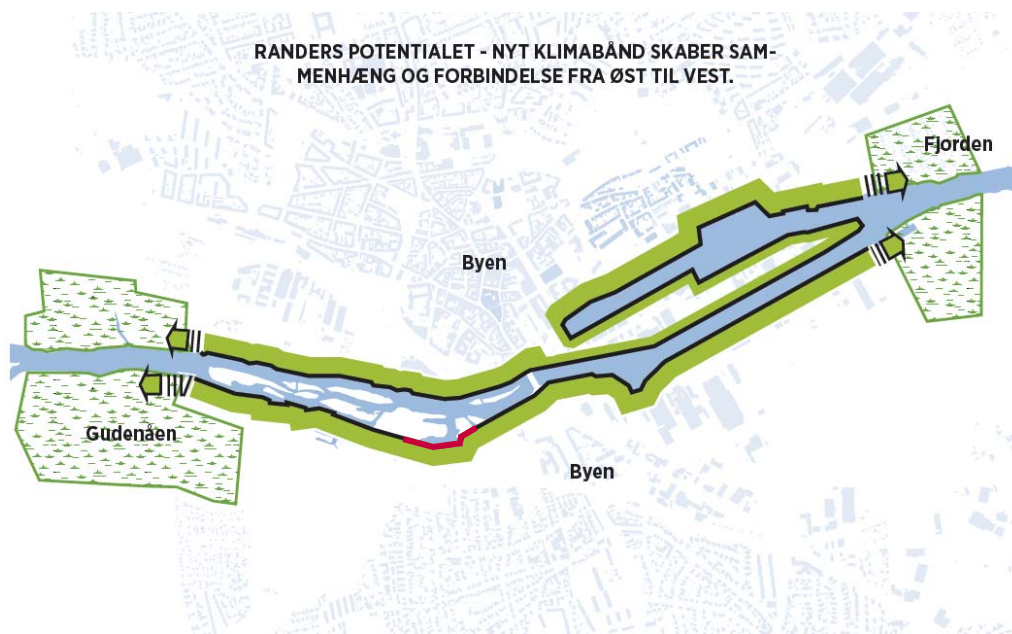 RANDERS POTENTIALET - NYT KLIMABÅND SKABER SAM-
MENHÆNG OG FORBINDELSE FRA ØST TIL VEST.
Fjorden
Byen
Gudenåen
Byen